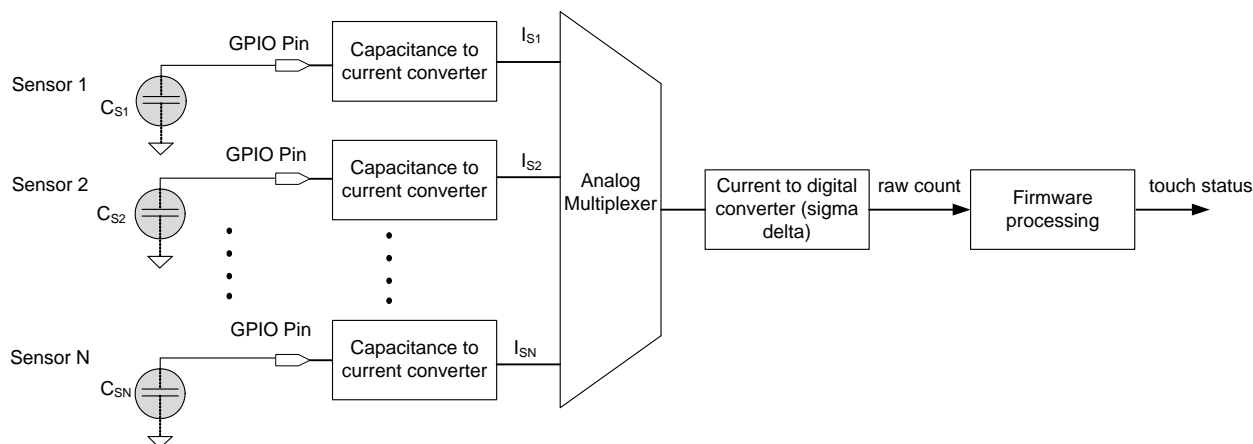 Sensor 1
C_S1
GPIO Pin
Capacitance to
current converter
I_S1
Sensor 2
C_S2
GPIO Pin
Capacitance to
current converter
I_S2
Sensor N
C_SN
GPIO Pin
Capacitance to
current converter
I_SN
Analog
Multiplexer
Current to digital
converter (sigma
delta)
raw count
Firmware
processing
touch status